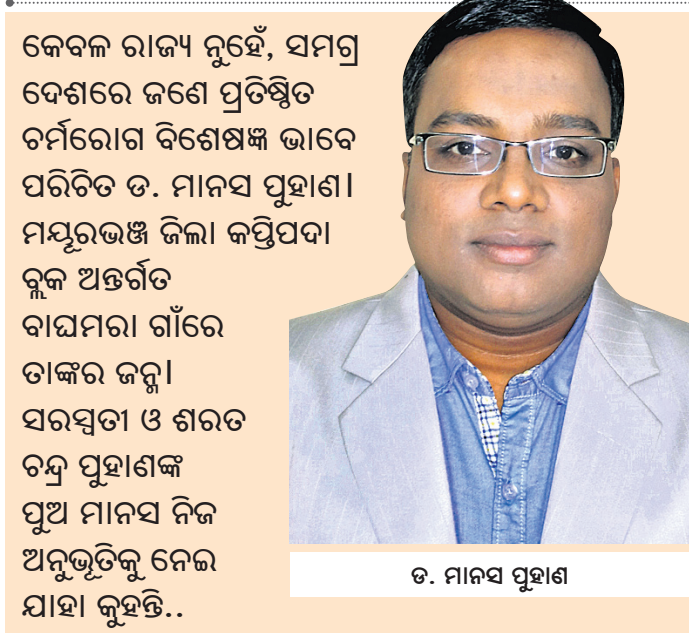 କେବଳ ରାଜ୍ୟ ନୁହେଁ, ସମଗ୍ର
ଦେଶରେ ଜଣେ ପ୍ରତିଷ୍ଠିତ
ଚର୍ମରୋଗ ବିଶେଷଜ୍ଞ ଭାବେ
ପରିଚିତ ଡ. ମାନସ ପୁହାଣ।
ମୟୂରଭଞ୍ଜ ଜିଲା କପ୍ତିପଦା
ବ୍ଲକ ଅନ୍ତର୍ଗତ
ବାଘମରା ଗାଁରେ
ତାଙ୍କର ଜନ୍ମ।
ସରସ୍ୱତୀ ଓ ଶରତ
ଚନ୍ଦ୍ର ପୁହାଣଙ୍କ
ପୁଅ ମାନସ ନିଜ
ଅନୁଭୂତିକୁ ନେଇ
ଯାହା କୁହନ୍ତି..
ଡ. ମାନସ ପୁହାଣ